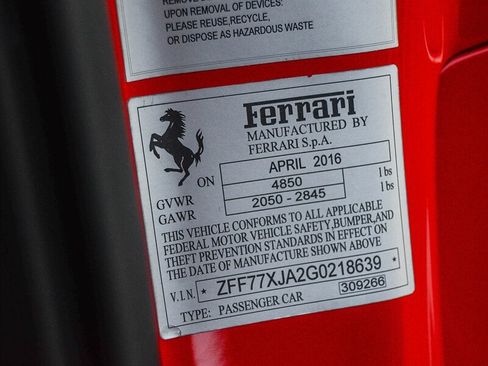 UPON REMOVAL OF DEVICES:
PLEASE REUSE, RECYCLE,
OR DISPOSE AS HAZARDOUS WASTE
Ferrari
MANUFACTURED BY
FERRARI S.p.A.
ON APRIL 2016
GVWR 4850 lbs
GAWR 2050 - 2845 lbs
THIS VEHICLE CONFORMS TO ALL APPLICABLE
FEDERAL MOTOR VEHICLE SAFETY, BUMPER, AND
THEFT PREVENTION STANDARDS IN EFFECT ON
THE DATE OF MANUFACTURE SHOWN ABOVE
V.I.N. * ZFF77XJA2G0218639 *
TYPE: PASSENGER CAR 309266